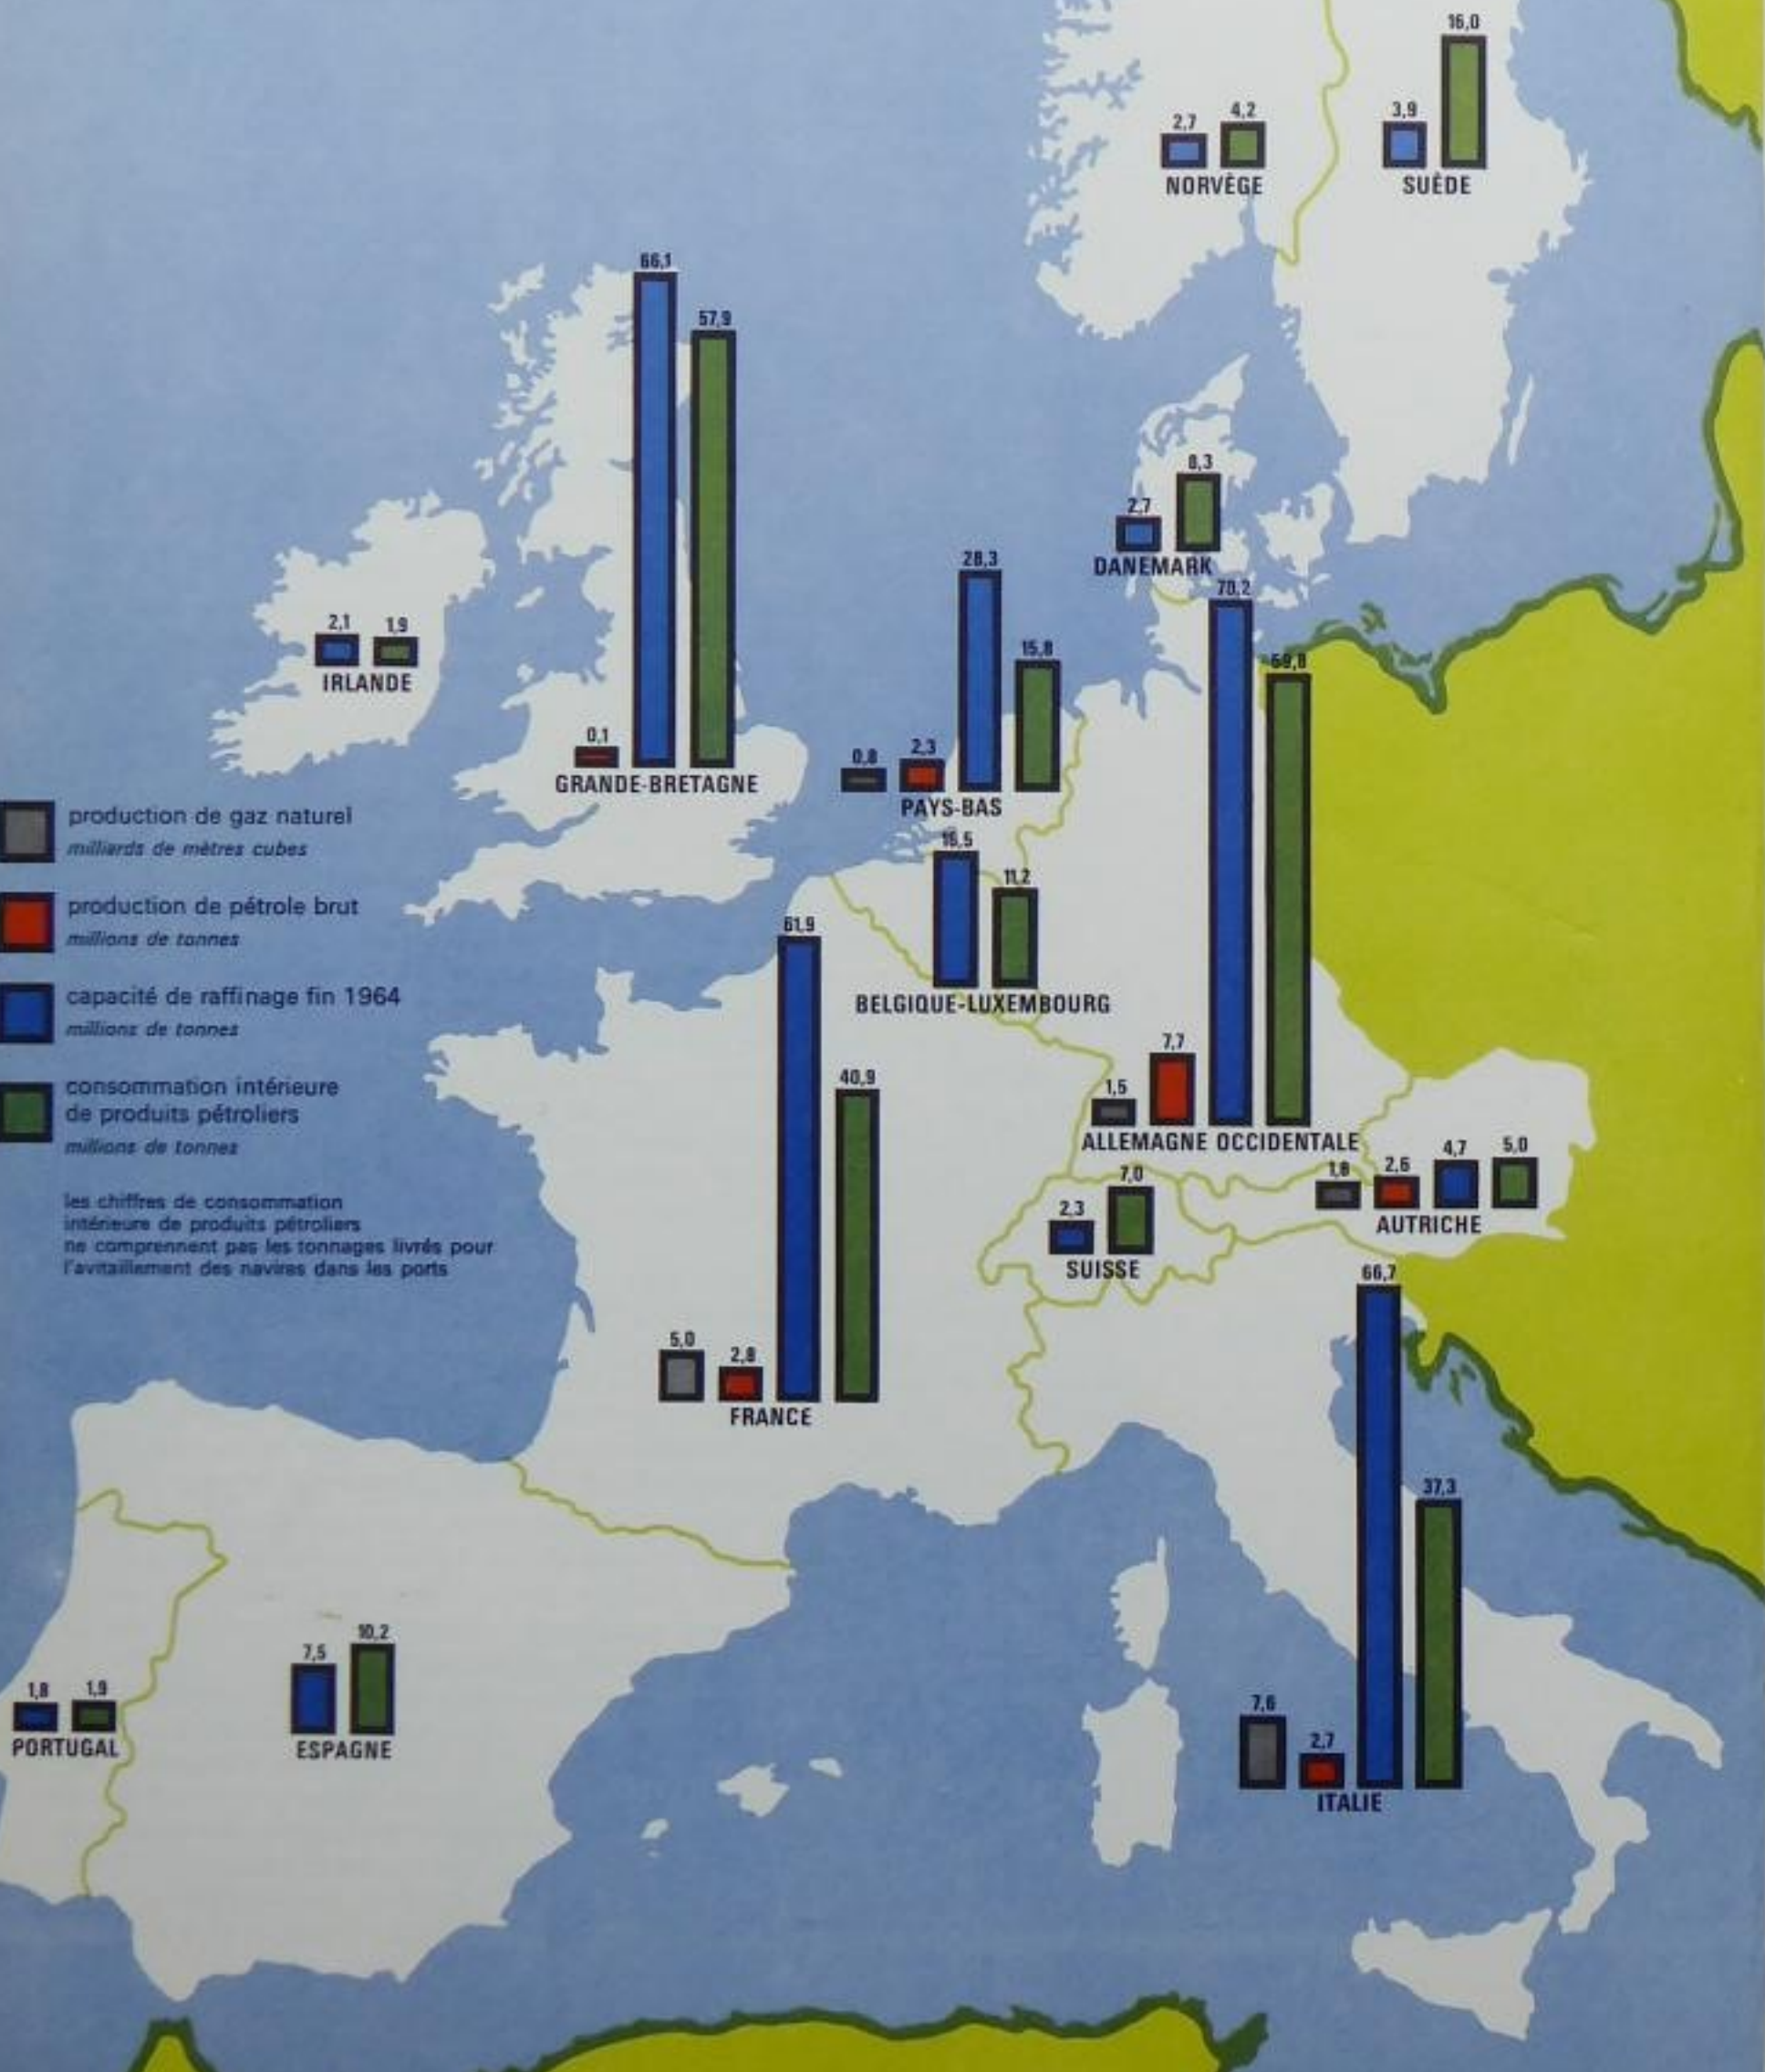 16,0
2,7 4,2 3,9
NORVÈGE SUÈDE
66,1
57,9
8,3
2,7
DANEMARK
28,3
70,2
2,1 1,9
IRLANDE
15,8
59,8
0,1
GRANDE-BRETAGNE
0,8 2,3
PAYS-BAS
production de gaz naturel
milliards de mètres cubes
16,5
11,2
BELGIQUE-LUXEMBOURG
production de pétrole brut
millions de tonnes
61,9
capacité de raffinage fin 1964
millions de tonnes
40,9
1,5 7,7
ALLEMAGNE OCCIDENTALE
consommation intérieure
de produits pétroliers
millions de tonnes
2,6 4,7 5,0
AUTRICHE
2,3 7,0
SUISSE
les chiffres de consommation
intérieure de produits pétroliers
ne comprennent pas les tonnages livrés pour
l'avitaillement des navires dans les ports
66,7
5,0 2,8
FRANCE
37,3
7,5 10,2
ESPAGNE
1,8 1,9
PORTUGAL
7,6 2,7
ITALIE